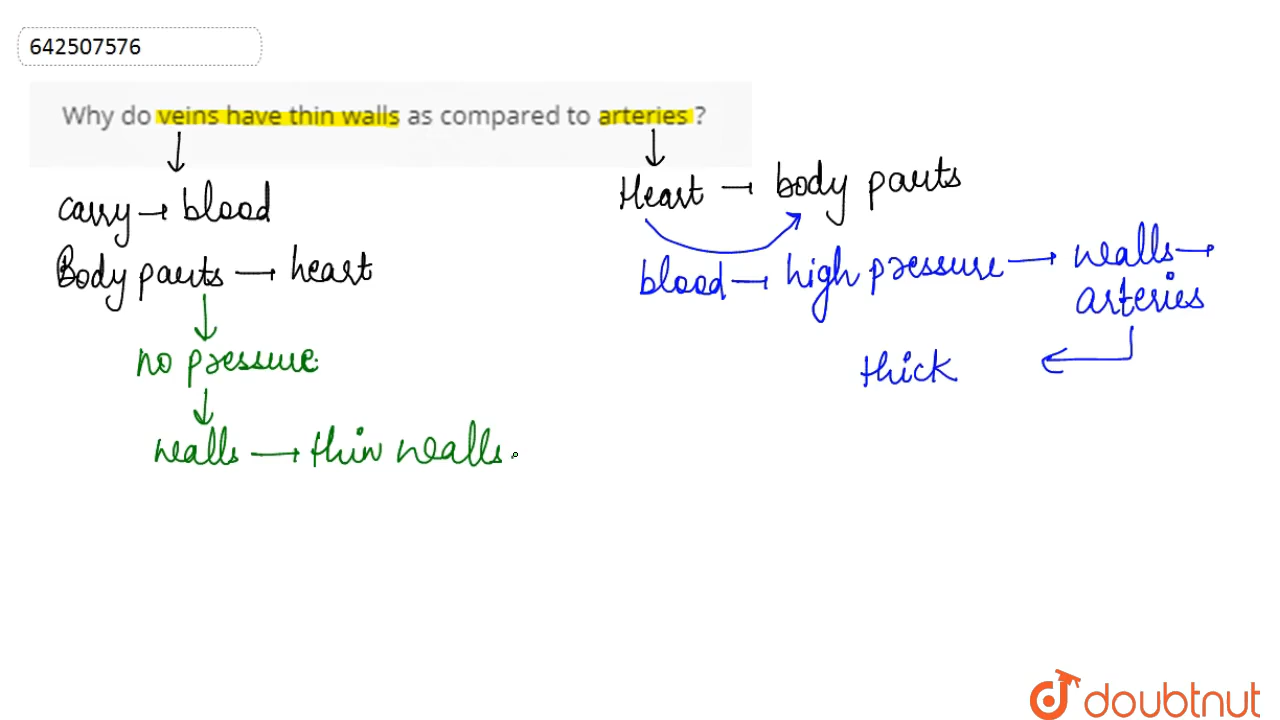 642507576
Why do veins have thin walls as compared to arteries ?
carry → blood
Body parts → heart
no pressure
walls → thin walls.
Heart → body parts
blood → high pressure → walls →
arteries
thick
doubtnut